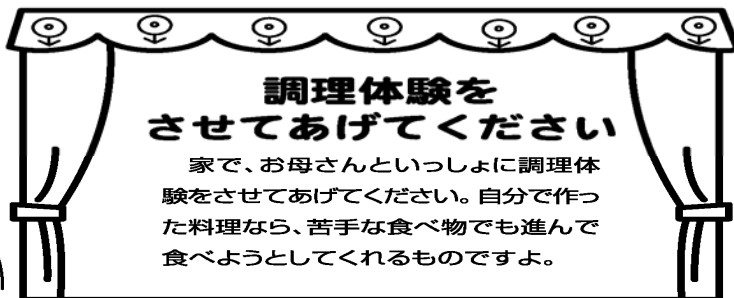 調理体験を
させてあげてください
家で、お母さんといっしょに調理体
験をさせてあげてください。自分で作っ
た料理なら、苦手な食べ物でも進んで
食べようとしてくれるものですよ。